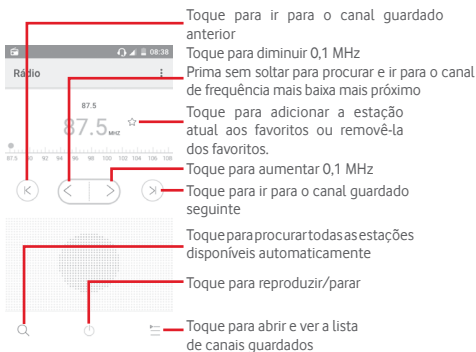 Toque para ir para o canal guardado
anterior
08:38
Toque para diminuir 0,1 MHz
Rádio
Prima sem soltar para procurar e ir para o canal
de frequência mais baixa mais próximo
87.5
87.5 MHZ
Toque para adicionar a estação
atual aos favoritos ou removê-la
dos favoritos.
87.5 90 92 94 96 98 100 102 104 106 108
Toque para aumentar 0,1 MHz
Toque para ir para o canal guardado
seguinte
Toque para procurar todas as estações
disponíveis automaticamente
Toque para reproduzir/parar
Toque para abrir e ver a lista
de canais guardados